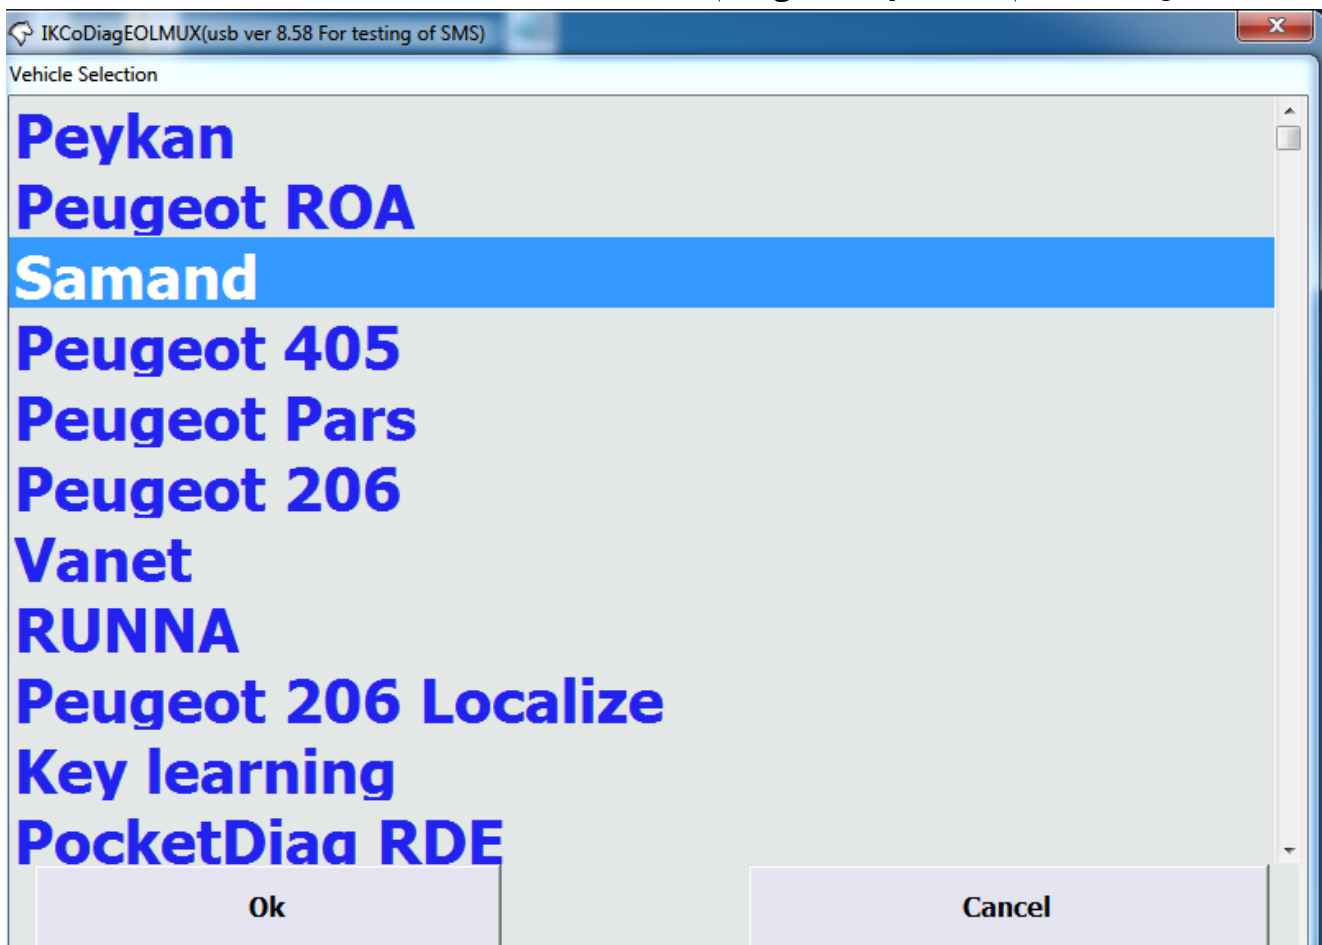 IKCoDiagEOLMUX(usb ver 8.58 For testing of SMS)
Vehicle Selection
Peykan
Peugeot ROA
Samand
Peugeot 405
Peugeot Pars
Peugeot 206
Vanet
RUNNA
Peugeot 206 Localize
Key learning
PocketDiag RDE
Ok Cancel